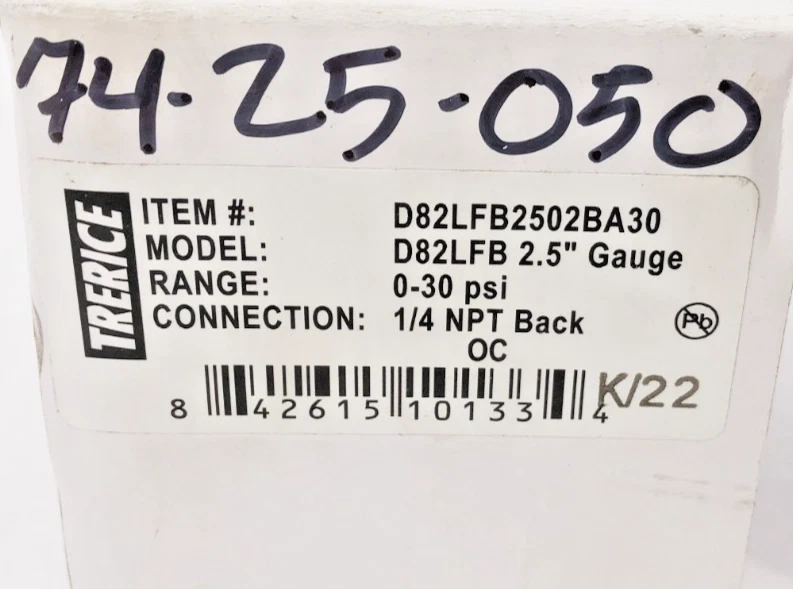 74-25-050
TRERICE
ITEM #: D82LFB2502BA30
MODEL: D82LFB 2.5" Gauge
RANGE: 0-30 psi
CONNECTION: 1/4 NPT Back
Pb
OC
8 42615 10133 4
K/22